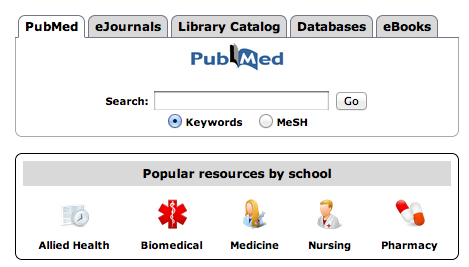 PubMed eJournals Library Catalog Databases eBooks
PubMed
Search: Go
Keywords MeSH
Popular resources by school
Allied Health Biomedical Medicine Nursing Pharmacy